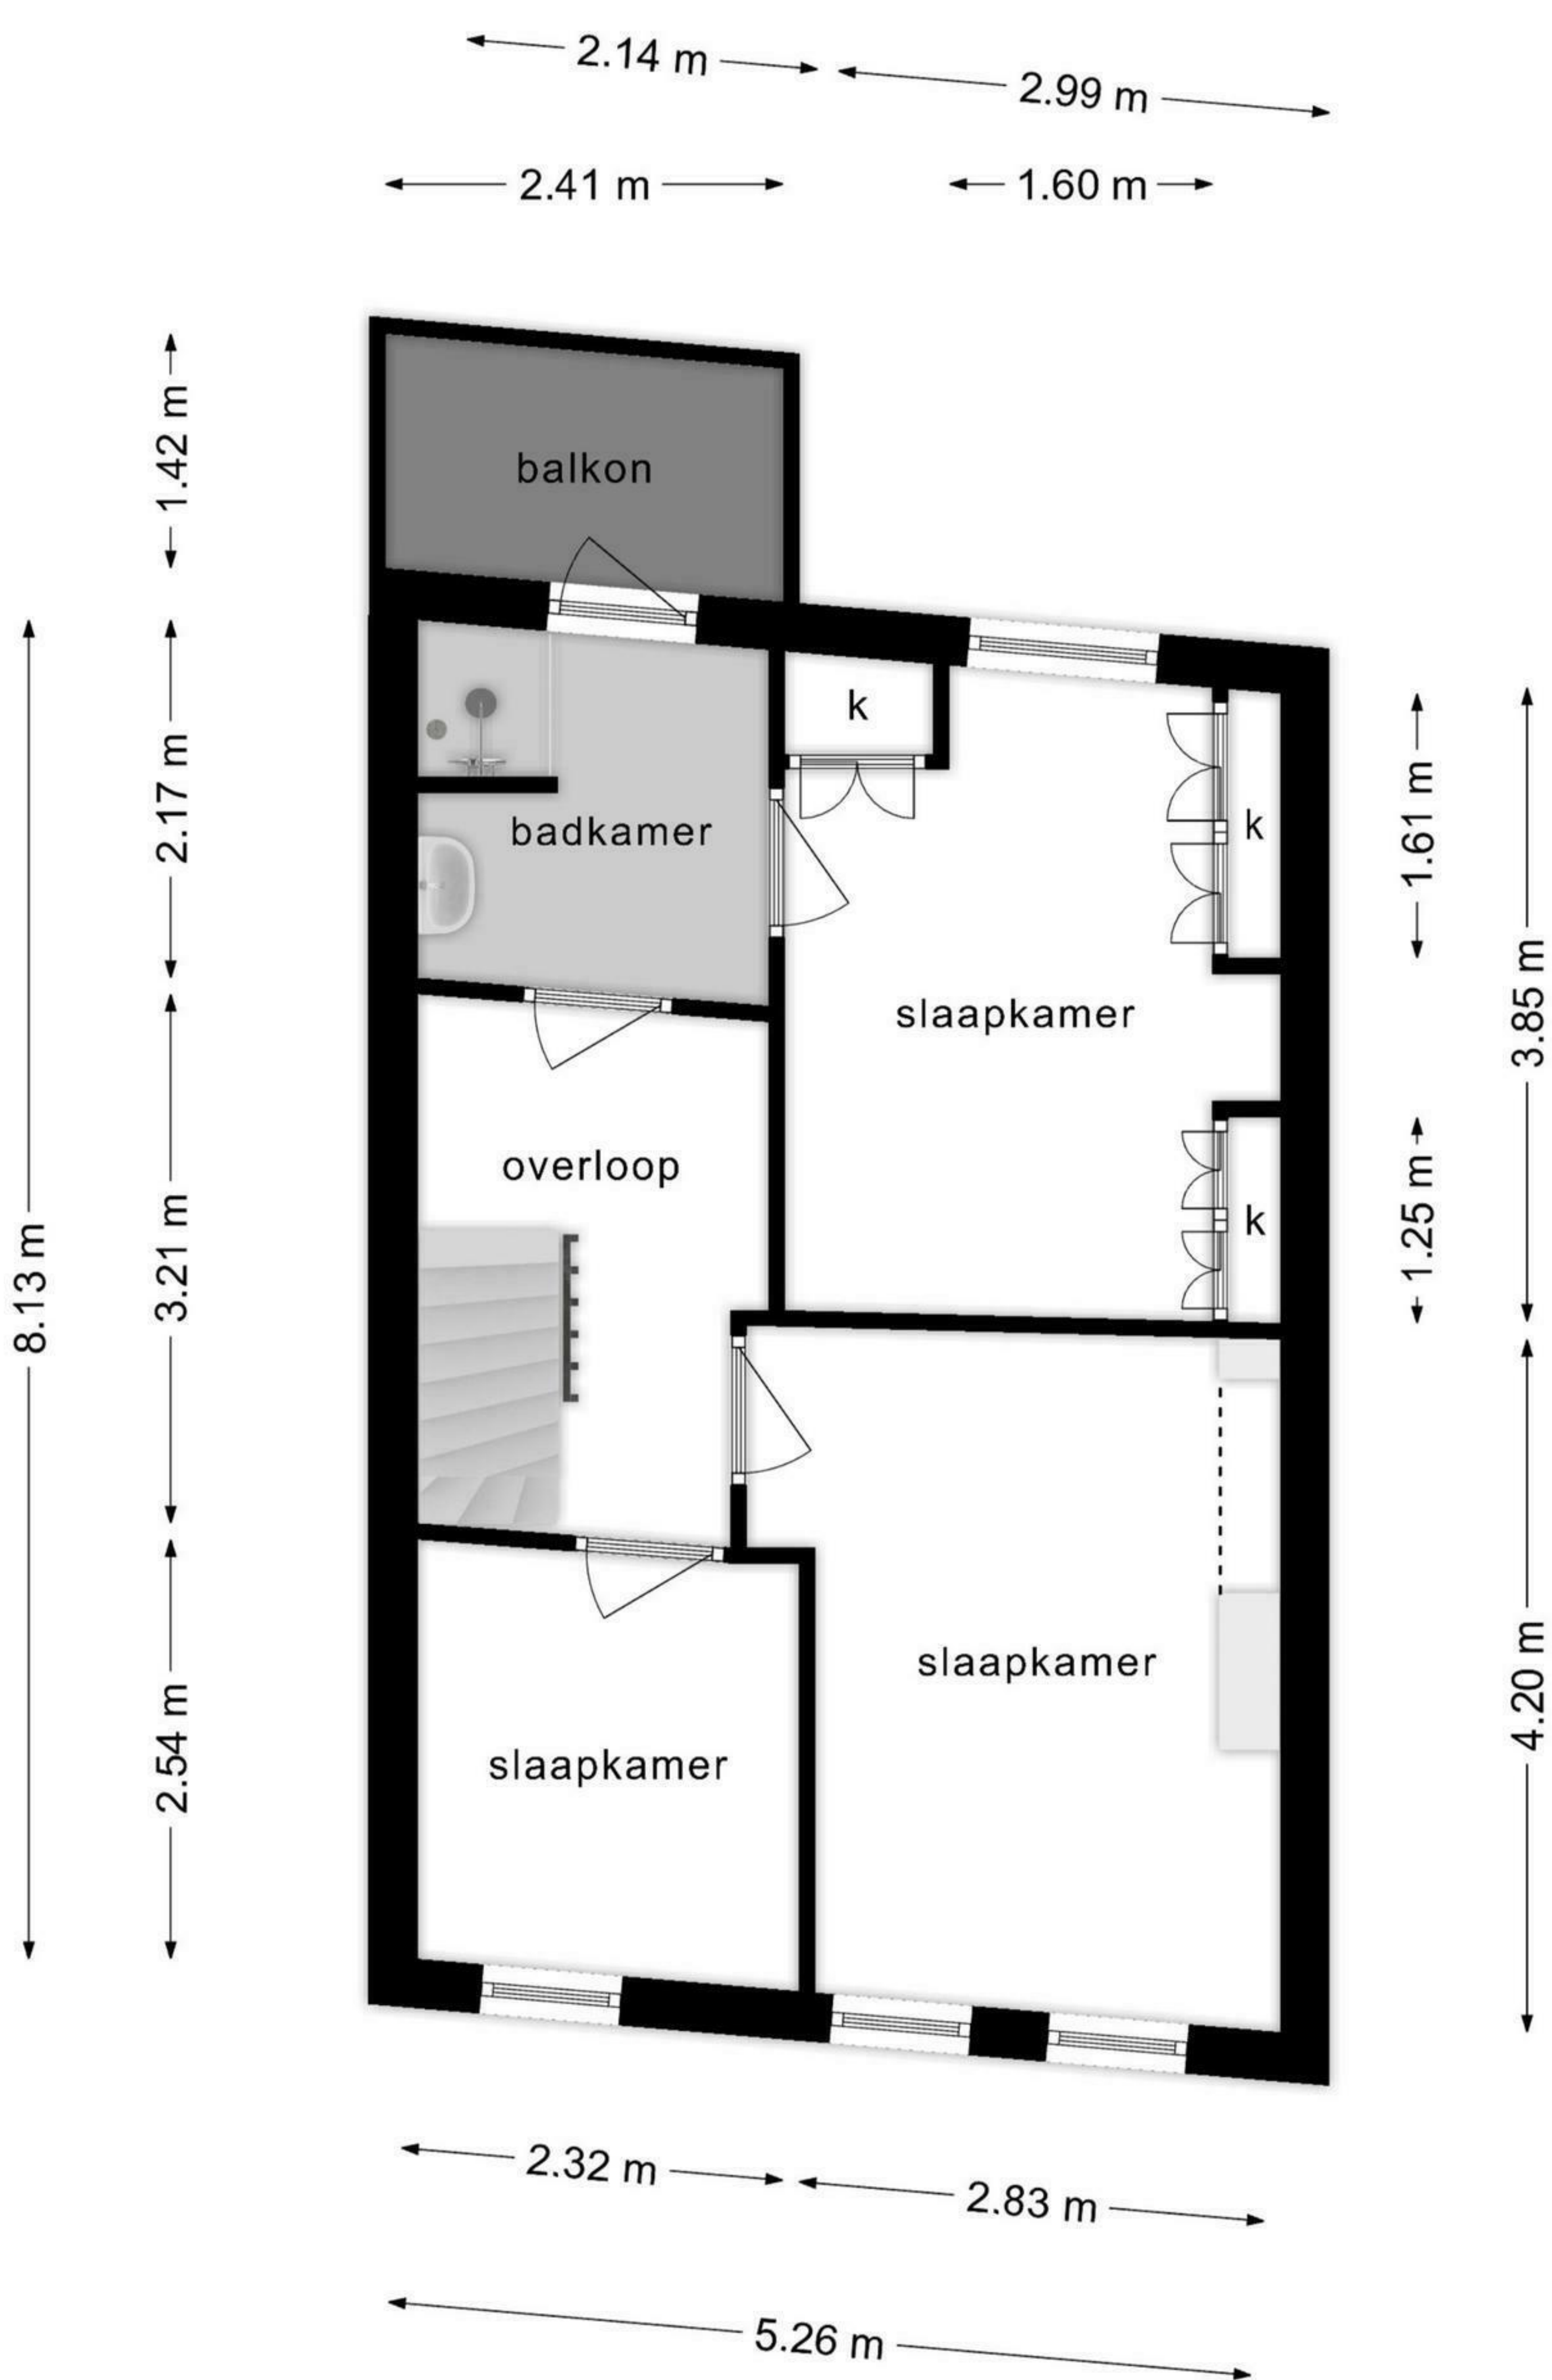 2.14 m
2.99 m
2.41 m
1.60 m
1.42 m
balkon
k
2.17 m
badkamer
k
1.61 m
slaapkamer
3.85 m
overloop
3.21 m
k
1.25 m
8.13 m
slaapkamer
4.20 m
slaapkamer
2.54 m
2.32 m
2.83 m
5.26 m